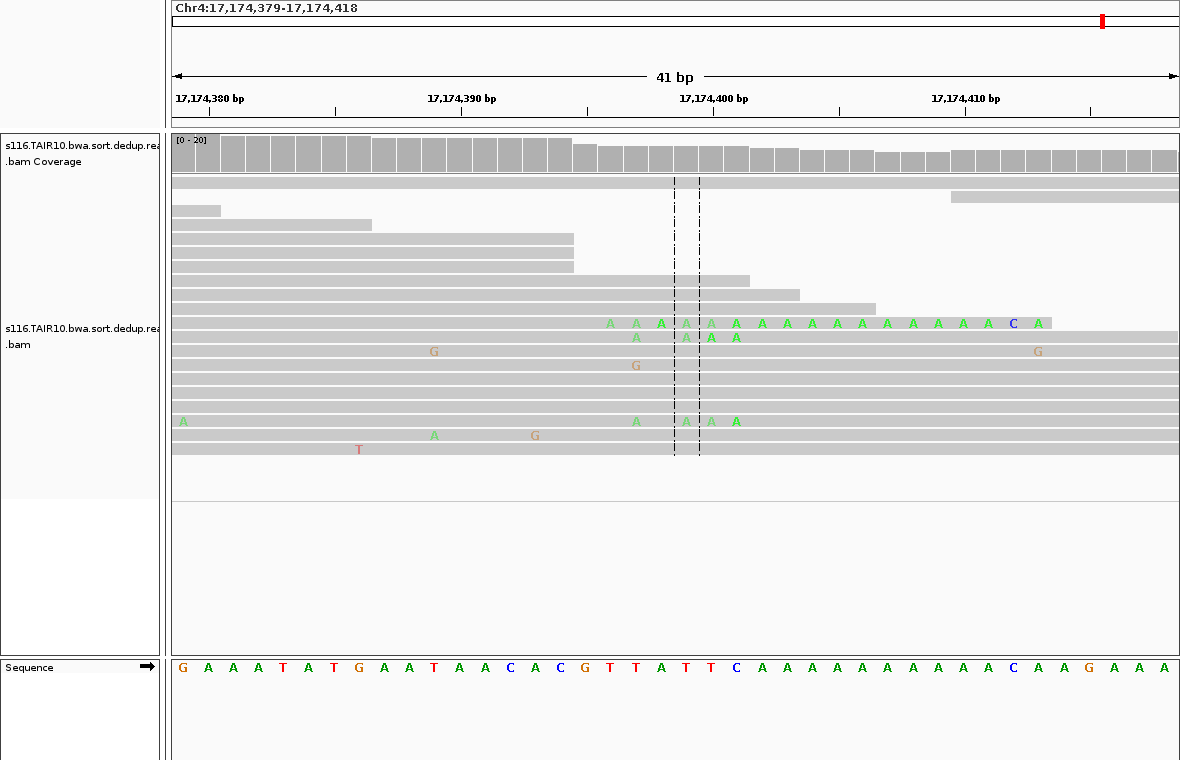 Chr4:17,174,379-17,174,418
41 bp
17,174,380 bp 17,174,390 bp 17,174,400 bp 17,174,410 bp
s116.TAIR10.bwa.sort.dedup.rea
.bam Coverage
[0 - 20]
s116.TAIR10.bwa.sort.dedup.rea
.bam
A A A A A A A A A A A A A A A A C A
A A A A
G G
G
A A A A A
A G
T
Sequence
G A A A T A T G A A T A A C A C G T T A T T C A A A A A A A A A A C A A G A A A